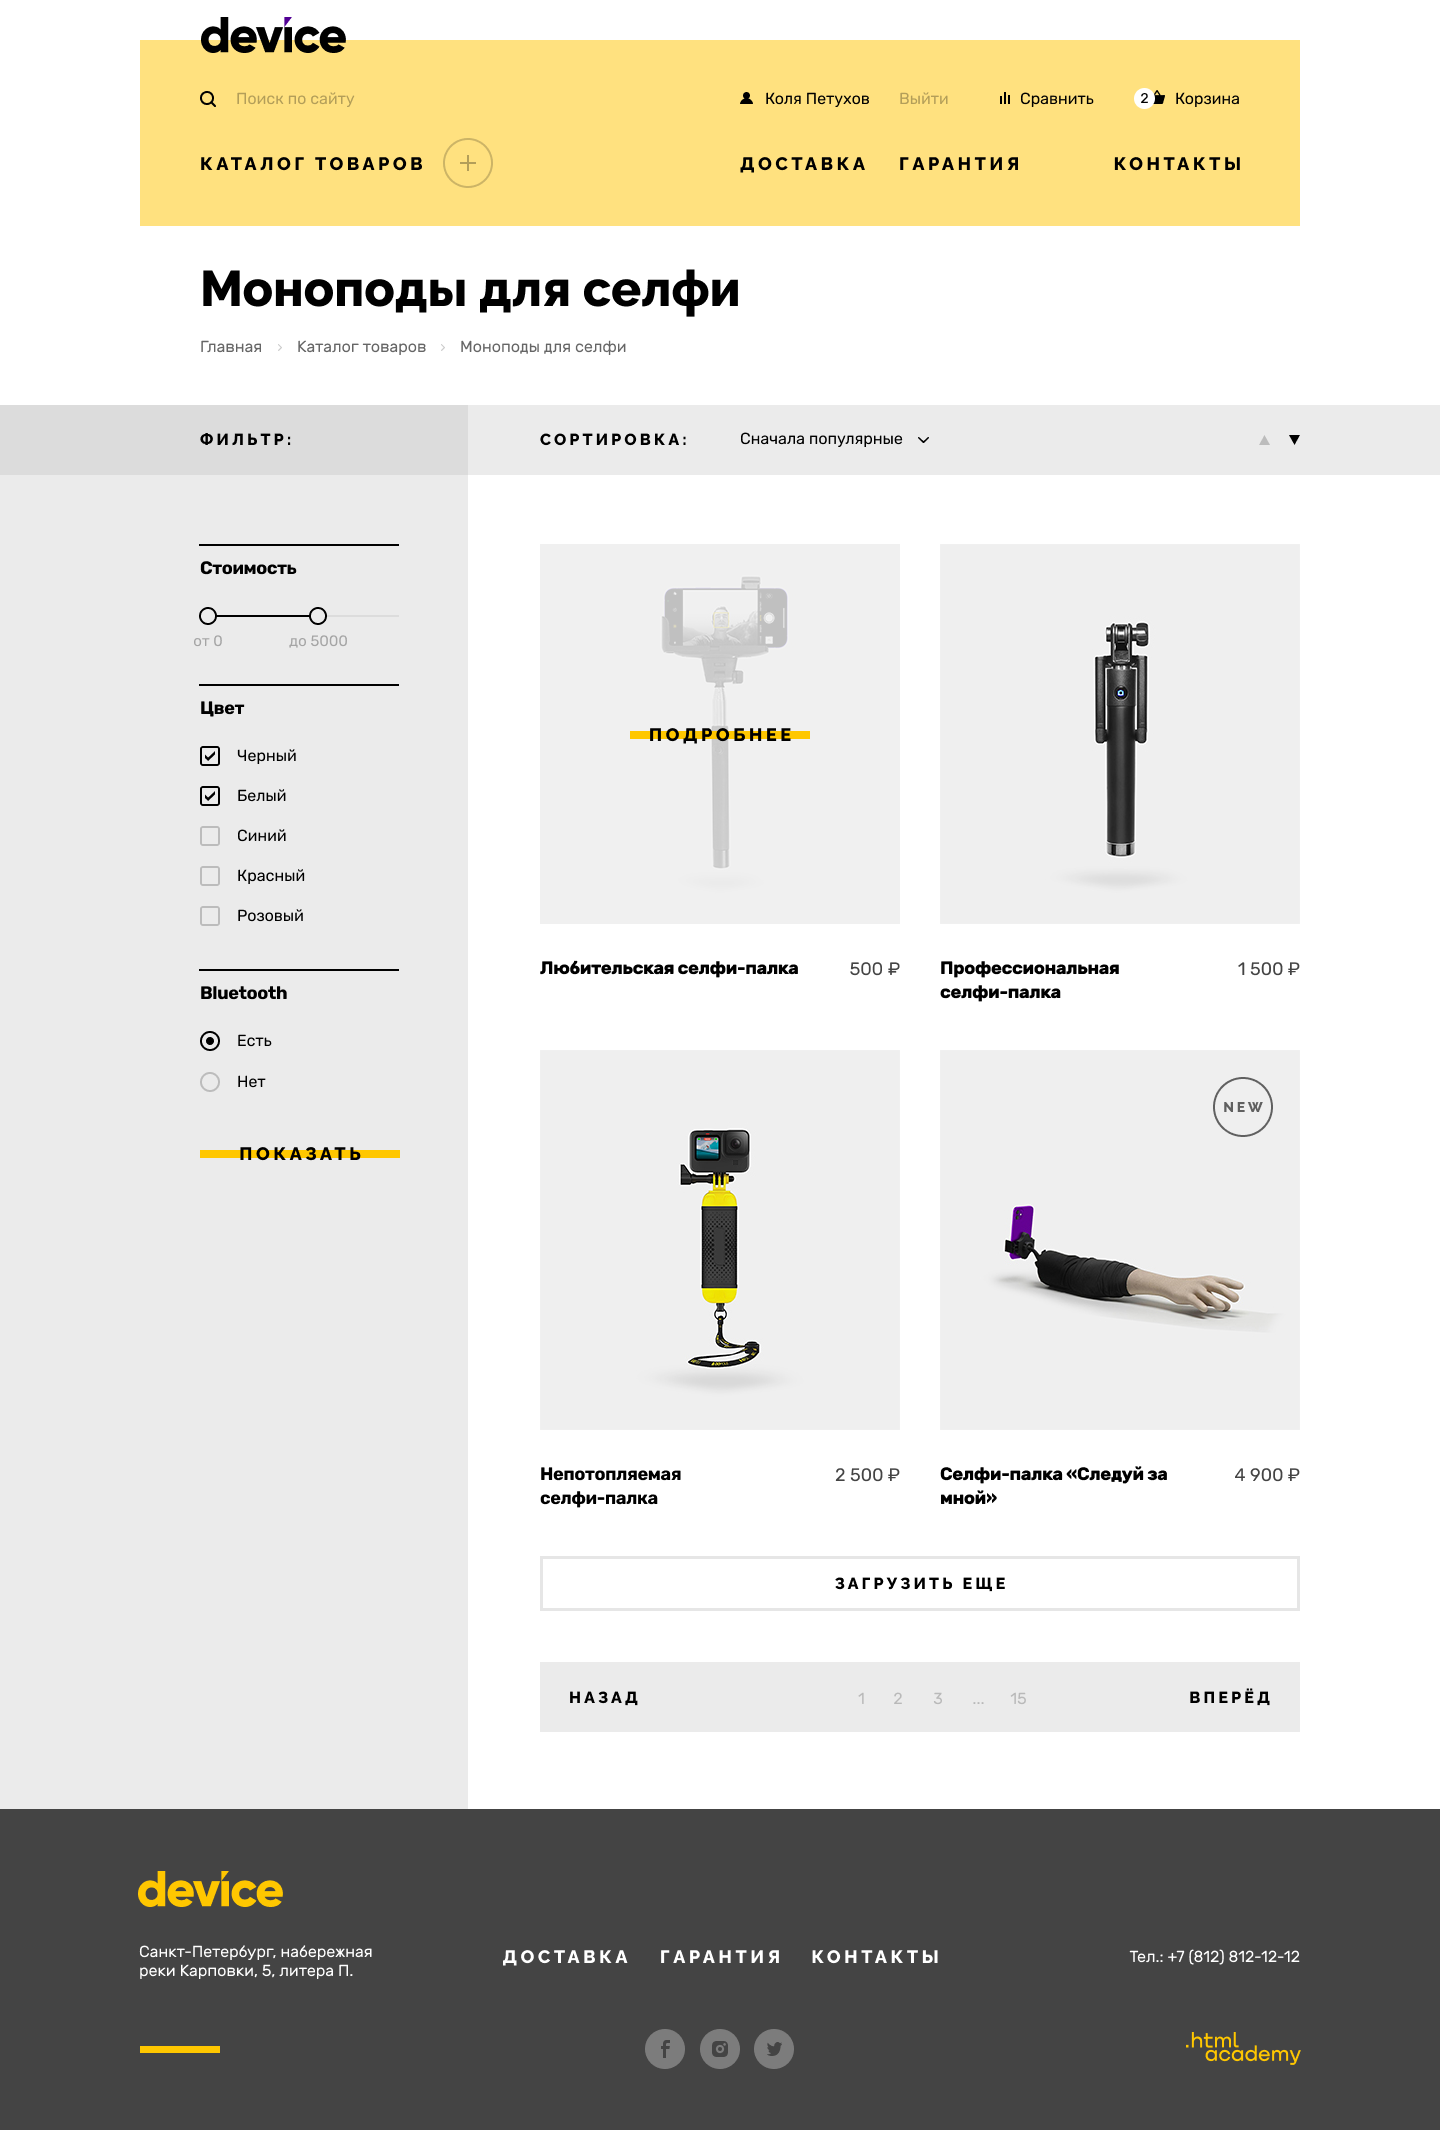 device
Поиск по сайту
Коля Петухов
Выйти
Сравнить
2
Корзина
КАТАЛОГ ТОВАРОВ
ДОСТАВКА
ГАРАНТИЯ
КОНТАКТЫ
Моноподы для селфи
Главная › Каталог товаров › Моноподы для селфи
ФИЛЬТР:
СОРТИРОВКА:
Сначала популярные
Стоимость
от 0
до 5000
Цвет
Черный
Белый
Синий
Красный
Розовый
Bluetooth
Есть
Нет
ПОКАЗАТЬ
ПОДРОБНЕЕ
Любительская селфи-палка
500 ₽
Профессиональная
селфи-палка
1 500 ₽
NEW
Непотопляемая
селфи-палка
2 500 ₽
Селфи-палка «Следуй за
мной»
4 900 ₽
ЗАГРУЗИТЬ ЕЩЕ
НАЗАД
1 2 3 ... 15
ВПЕРЁД
device
Санкт-Петербург, набережная
реки Карповки, 5, литера П.
ДОСТАВКА
ГАРАНТИЯ
КОНТАКТЫ
Тел.: +7 (812) 812-12-12
.html
academy